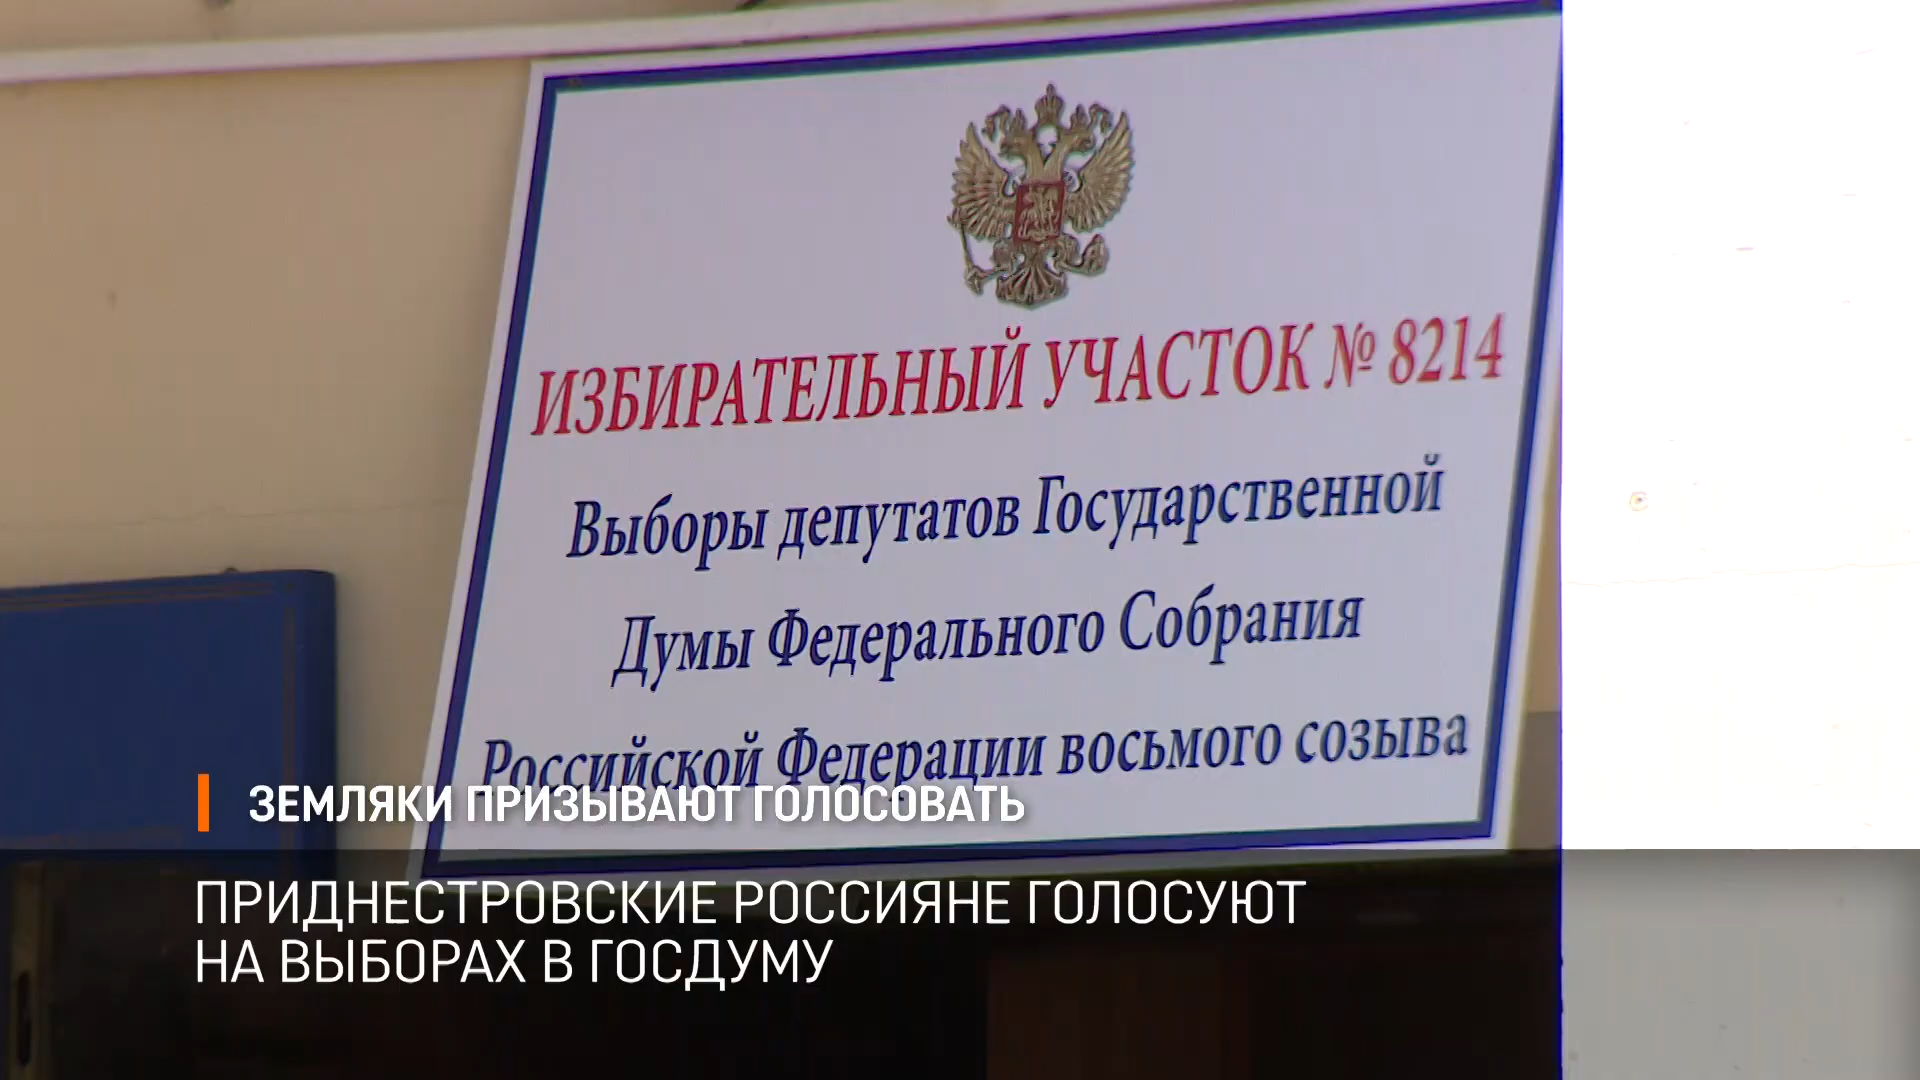 ИЗБИРАТЕЛЬНЫЙ УЧАСТОК № 8214
Выборы депутатов Государственной
Думы Федерального Собрания
Российской Федерации восьмого созыва
ЗЕМЛЯКИ ПРИЗЫВАЮТ ГОЛОСОВАТЬ
ПРИДНЕСТРОВСКИЕ РОССИЯНЕ ГОЛОСУЮТ
НА ВЫБОРАХ В ГОСДУМУ